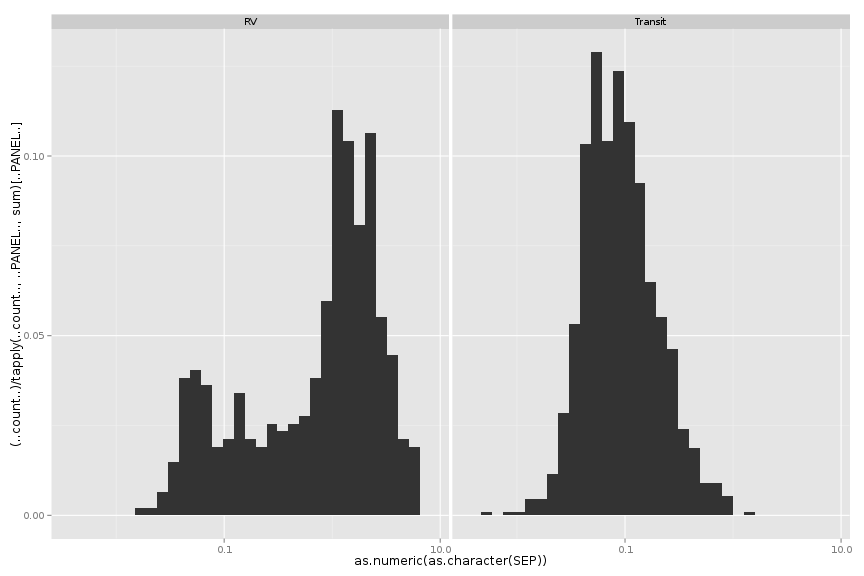 RV
Transit
(..count..)/tapply(..count.., ..PANEL.., sum)[..PANEL..]
0.10
0.05
0.00
0.1
10.0
0.1
10.0
as.numeric(as.character(SEP))